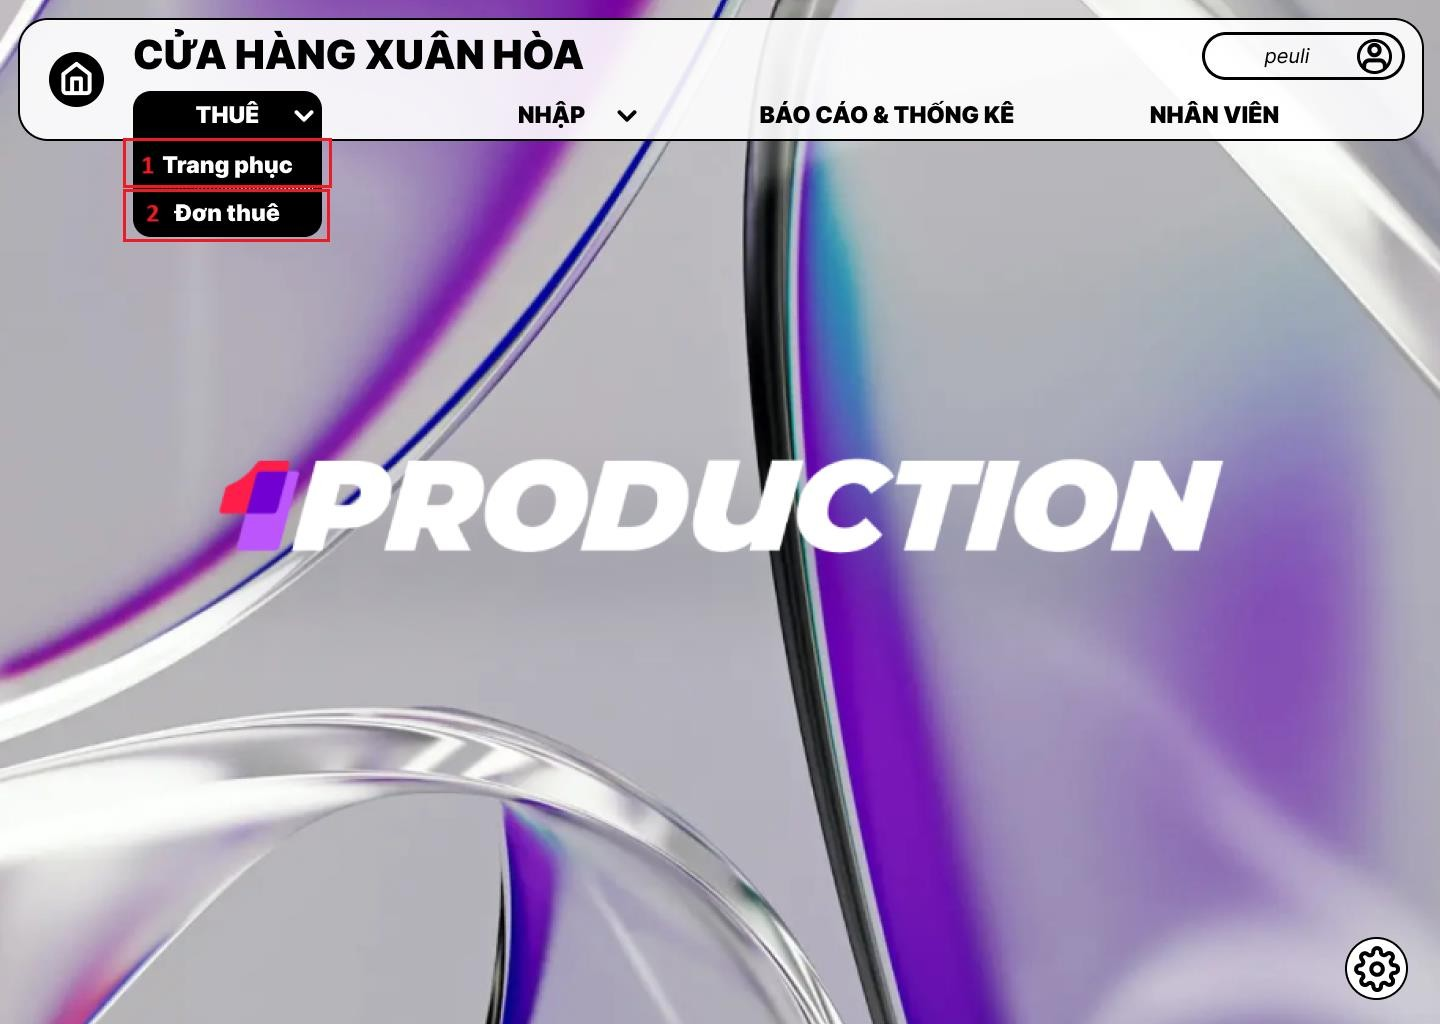 CỬA HÀNG XUÂN HÒA
peuli
THUÊ
NHẬP
BÁO CÁO & THỐNG KÊ
NHÂN VIÊN
1 Trang phục
2 Đơn thuê
1PRODUCTION